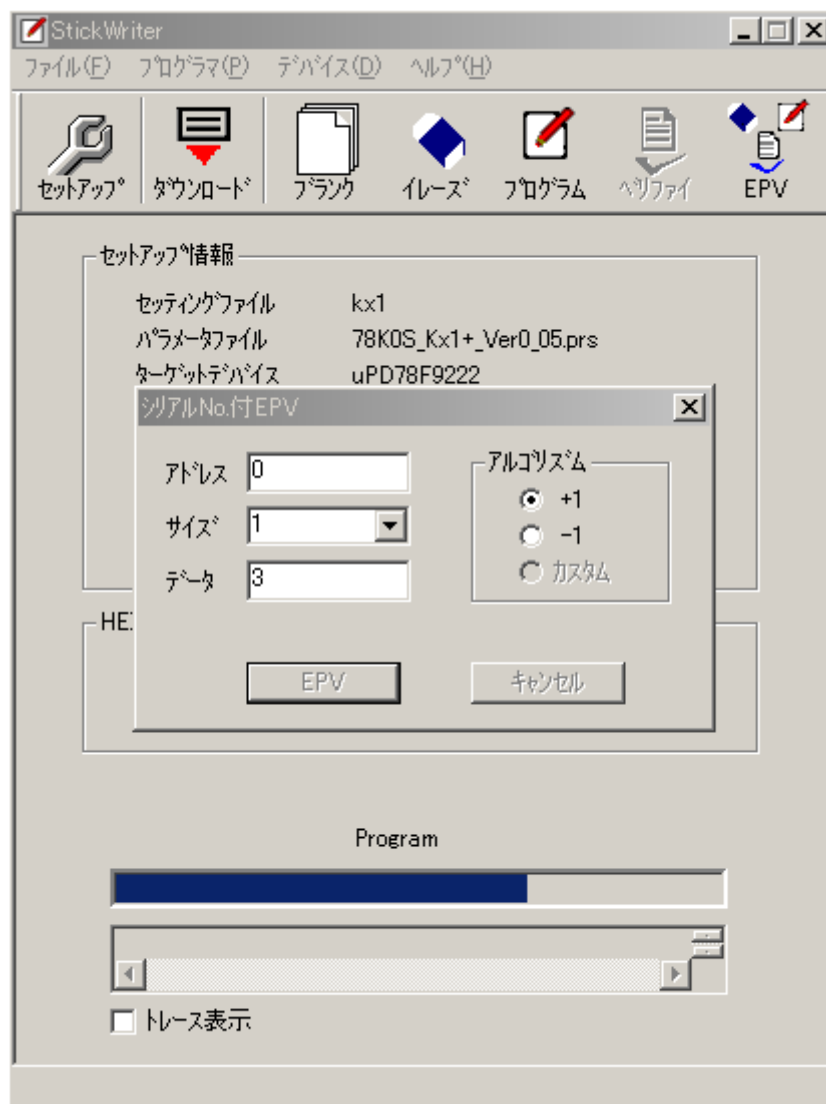 StickWriter
ファイル(F) プログラマ(P) デバイス(D) ヘルプ(H)
セットアップ ダウンロード ブランク イレーズ プログラム ベリファイ EPV
セットアップ情報
セッティングファイル kx1
パラメータファイル 78K0S_Kx1+_Ver0_05.prs
ターゲットデバイス uPD78F9222
シリアルNo.付EPV
アドレス 0
サイズ 1
データ 3
アルゴリズム
+1
-1
カスタム
HE
EPV キャンセル
Program
トレース表示